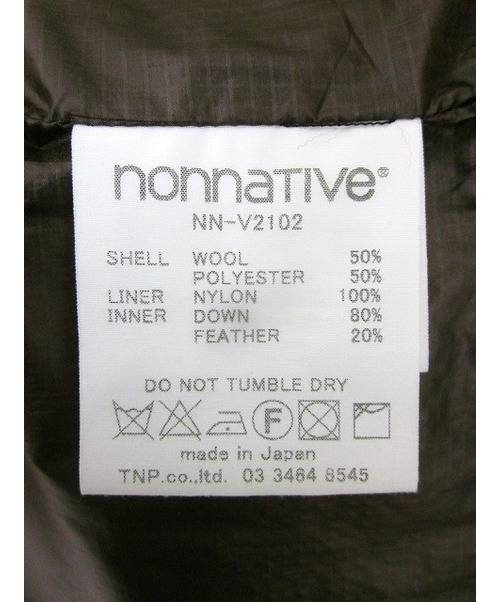 nonnative®
NN-V2102
SHELL WOOL 50%
POLYESTER 50%
LINER NYLON 100%
INNER DOWN 80%
FEATHER 20%
DO NOT TUMBLE DRY
F
made in Japan
TNP.co.,ltd. 03 3464 8545